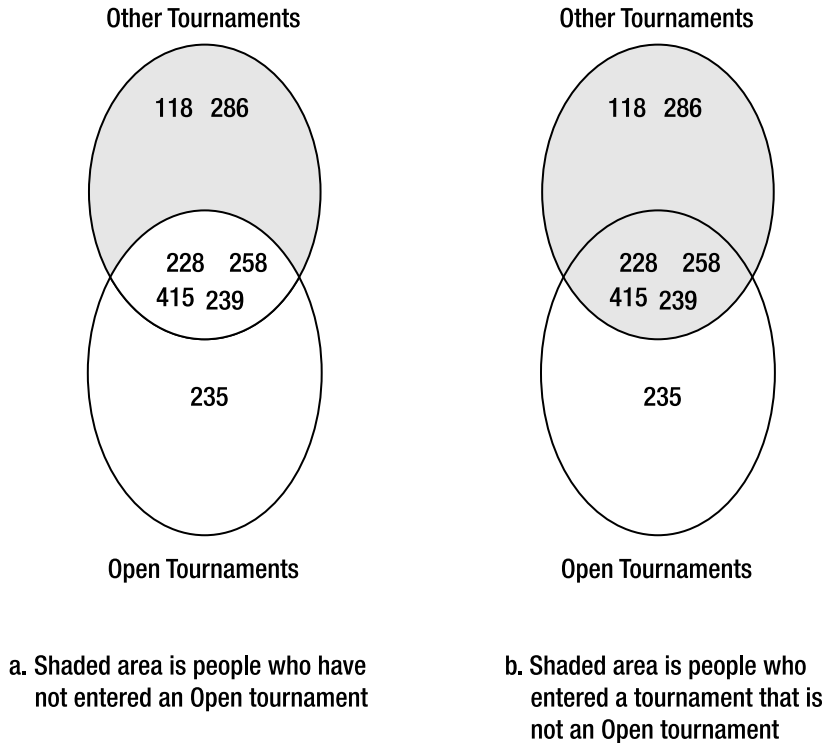 Other Tournaments
118 286
228 258
415 239
235
Open Tournaments
a. Shaded area is people who have
not entered an Open tournament
Other Tournaments
118 286
228 258
415 239
235
Open Tournaments
b. Shaded area is people who
entered a tournament that is
not an Open tournament